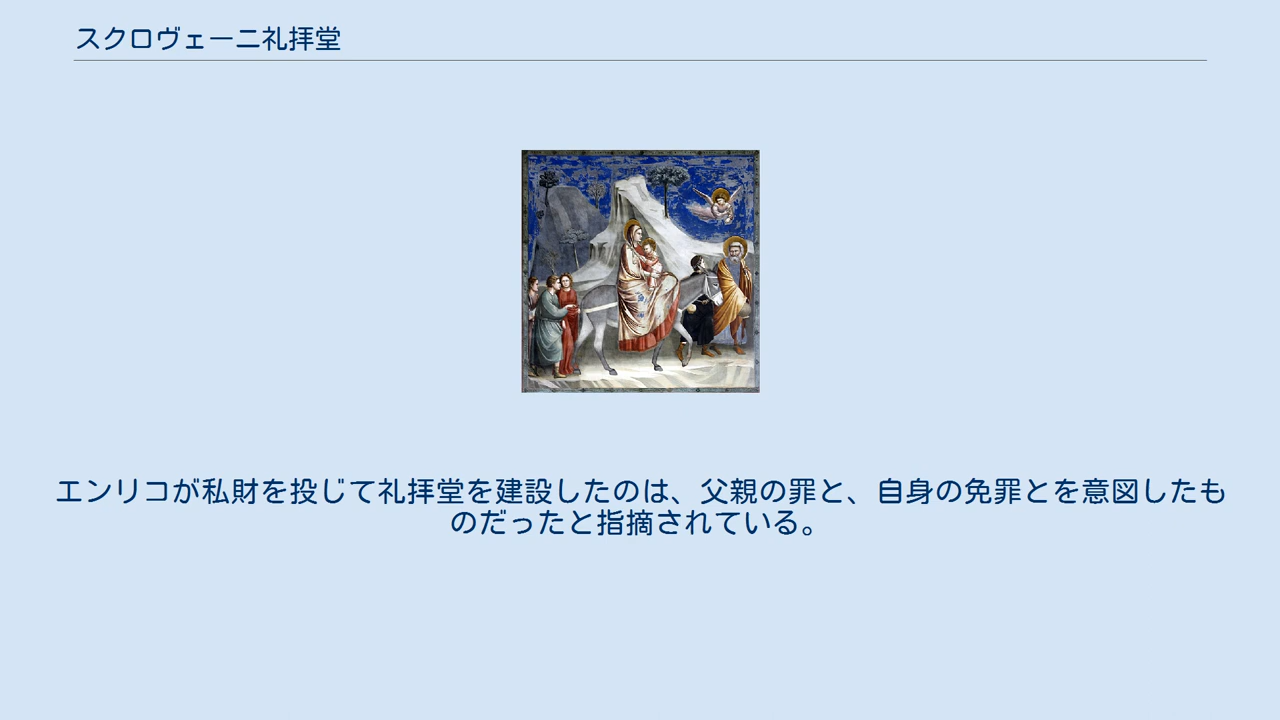 スクロヴェーニ礼拝堂
エンリコが私財を投じて礼拝堂を建設したのは、父親の罪と、自身の免罪とを意図したも
のだったと指摘されている。